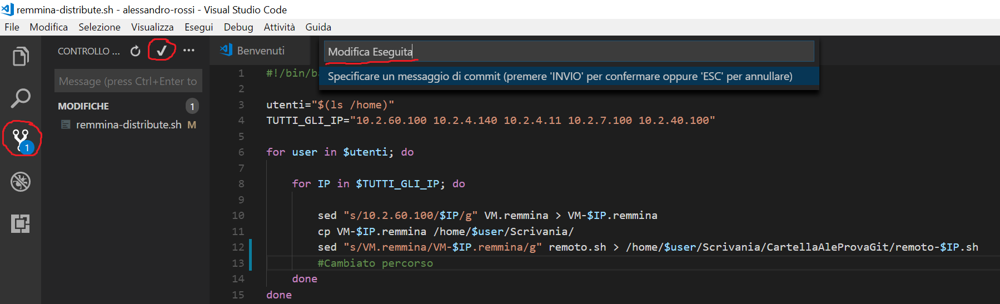 remmina-distribute.sh - alessandro-rossi - Visual Studio Code
File Modifica Selezione Visualizza Esegui Debug Attività Guida
CONTROLLO ...
Benvenuti
Modifica Eseguita
Specificare un messaggio di commit (premere 'INVIO' per confermare oppure 'ESC' per annullare)
Message (press Ctrl+Enter to
MODIFICHE 1
remmina-distribute.sh M
1
1 #!/bin/ba
2
3 utenti="$(ls /home)"
4 TUTTI_GLI_IP="10.2.60.100 10.2.4.140 10.2.4.11 10.2.7.100 10.2.40.100"
5
6 for user in $utenti; do
7
8 for IP in $TUTTI_GLI_IP; do
9
10 sed "s/10.2.60.100/$IP/g" VM.remmina > VM-$IP.remmina
11 cp VM-$IP.remmina /home/$user/Scrivania/
12 sed "s/VM.remmina/VM-$IP.remmina/g" remoto.sh > /home/$user/Scrivania/CartellaAleProvaGit/remoto-$IP.sh
13 #Cambiato percorso
14 done
15 done